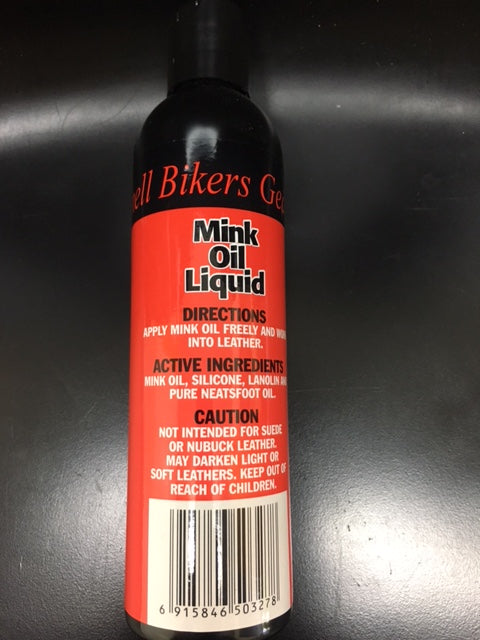 Bikers
Mink
Oil
Liquid
DIRECTIONS
APPLY MINK OIL FREELY AND
INTO LEATHER.
ACTIVE INGREDIENTS
MINK OIL, SILICONE, LANOLIN AND
PURE NEATSFOOT OIL.
CAUTION
NOT INTENDED FOR SUEDE
OR NUBUCK LEATHER.
MAY DARKEN LIGHT OR
SOFT LEATHERS. KEEP OUT OF
REACH OF CHILDREN.
6 915846 503278